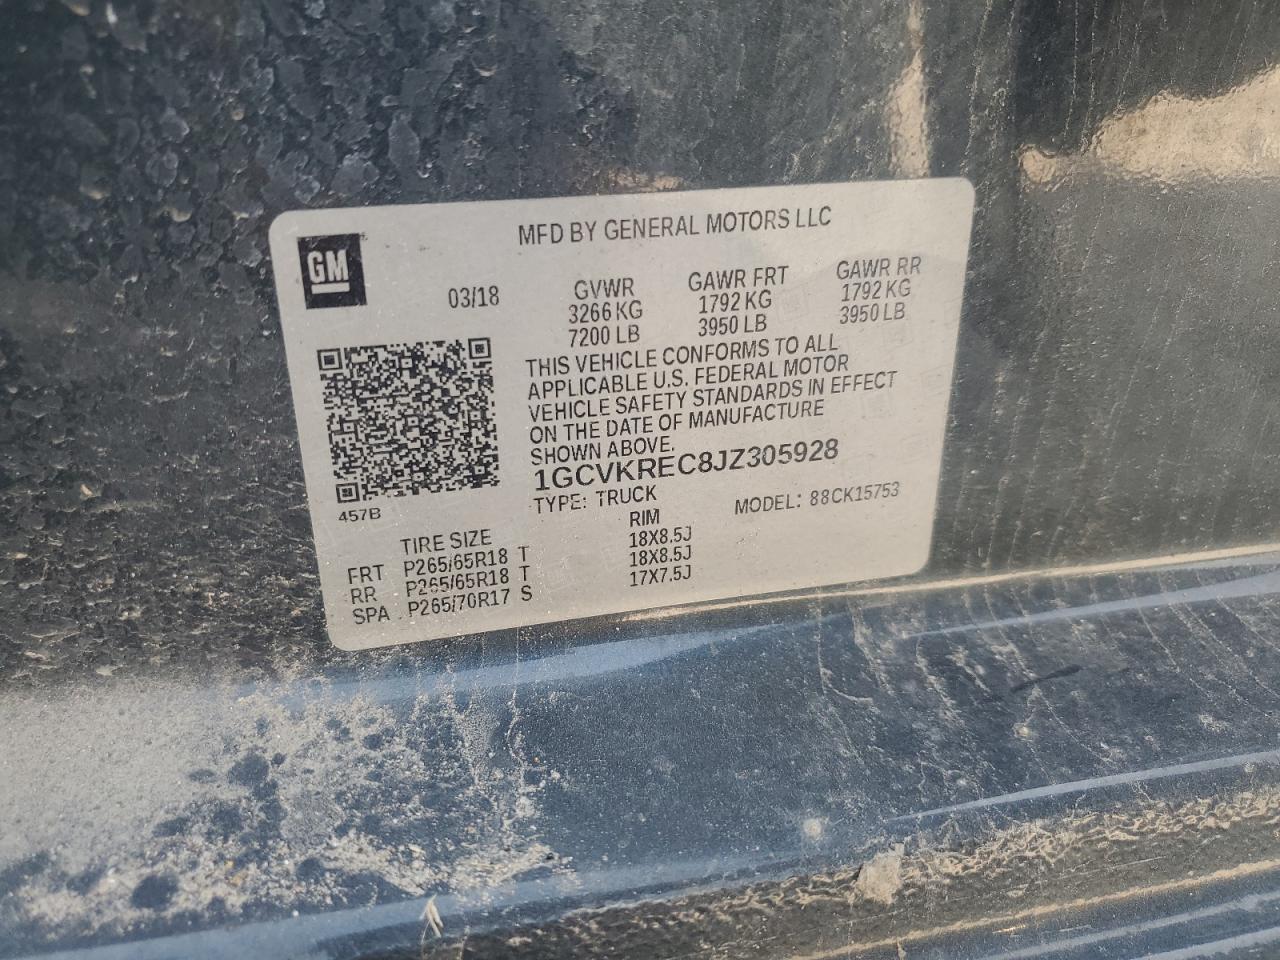 MFD BY GENERAL MOTORS LLC
GM
03/18
GVWR GAWR FRT GAWR RR
3266 KG 1792 KG 1792 KG
7200 LB 3950 LB 3950 LB
THIS VEHICLE CONFORMS TO ALL
APPLICABLE U.S. FEDERAL MOTOR
VEHICLE SAFETY STANDARDS IN EFFECT
ON THE DATE OF MANUFACTURE
SHOWN ABOVE.
1GCVKREC8JZ305928
457B
TYPE: TRUCK MODEL: 88CK15753
TIRE SIZE RIM
FRT P265/65R18 T 18X8.5J
RR P265/65R18 T 18X8.5J
SPA P265/70R17 S 17X7.5J